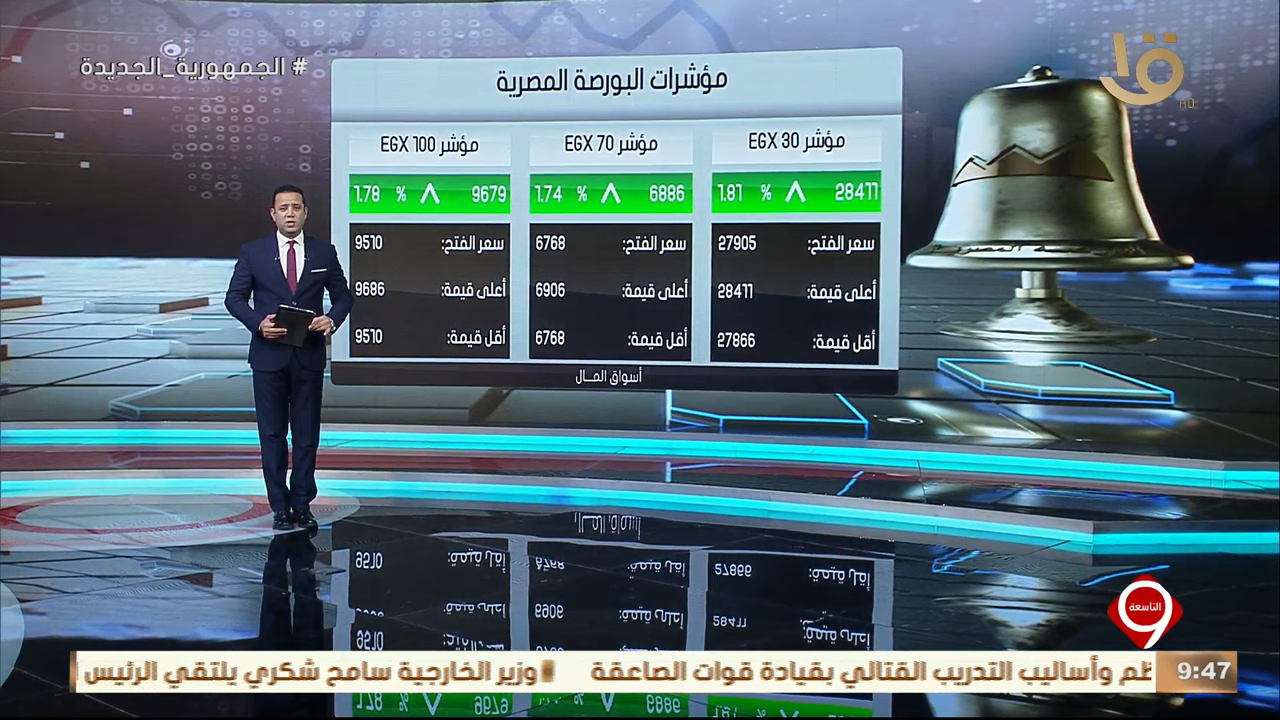 #الجمهورية_الجديدة
مؤشرات البورصة المصرية
مؤشر EGX 30
28411 % 1.81
سعر الفتح: 27905
أعلى قيمة: 28411
أقل قيمة: 27866
مؤشر EGX 70
6886 % 1.74
سعر الفتح: 6768
أعلى قيمة: 6906
أقل قيمة: 6768
مؤشر EGX 100
9679 % 1.78
سعر الفتح: 9510
أعلى قيمة: 9686
أقل قيمة: 9510
أسواق المـال
HD
التاسعة
9
9:47
وأساليب التدريب القتالي بقيادة قوات الصاعقة وزير الخارجية سامح شكري يلتقي الرئيس